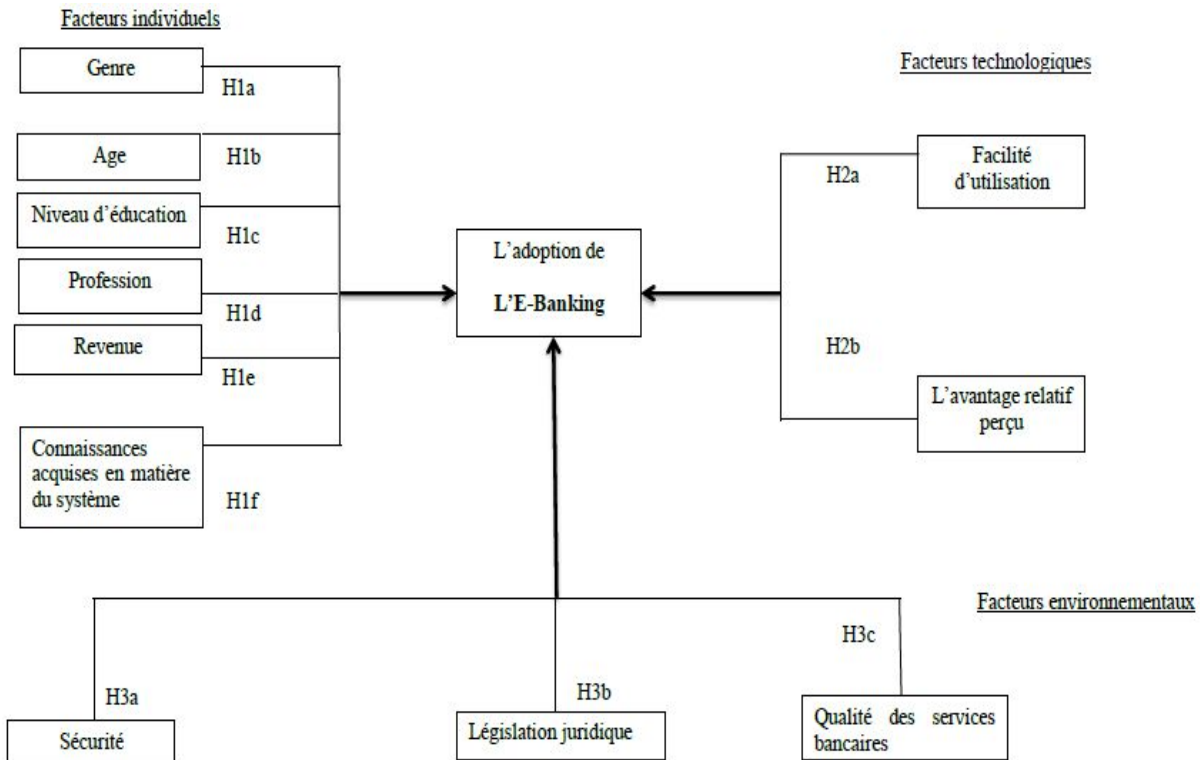 Facteurs individuels
Genre
H1a
Age
H1b
Niveau d’éducation
H1c
Profession
H1d
Revenue
H1e
Connaissances
acquises en matière
du système
H1f
L’adoption de
L’E-Banking
Facteurs technologiques
Facilité
d’utilisation
H2a
H2b
L’avantage relatif
perçu
Facteurs environnementaux
H3a
Sécurité
H3b
Législation juridique
H3c
Qualité des services
bancaires